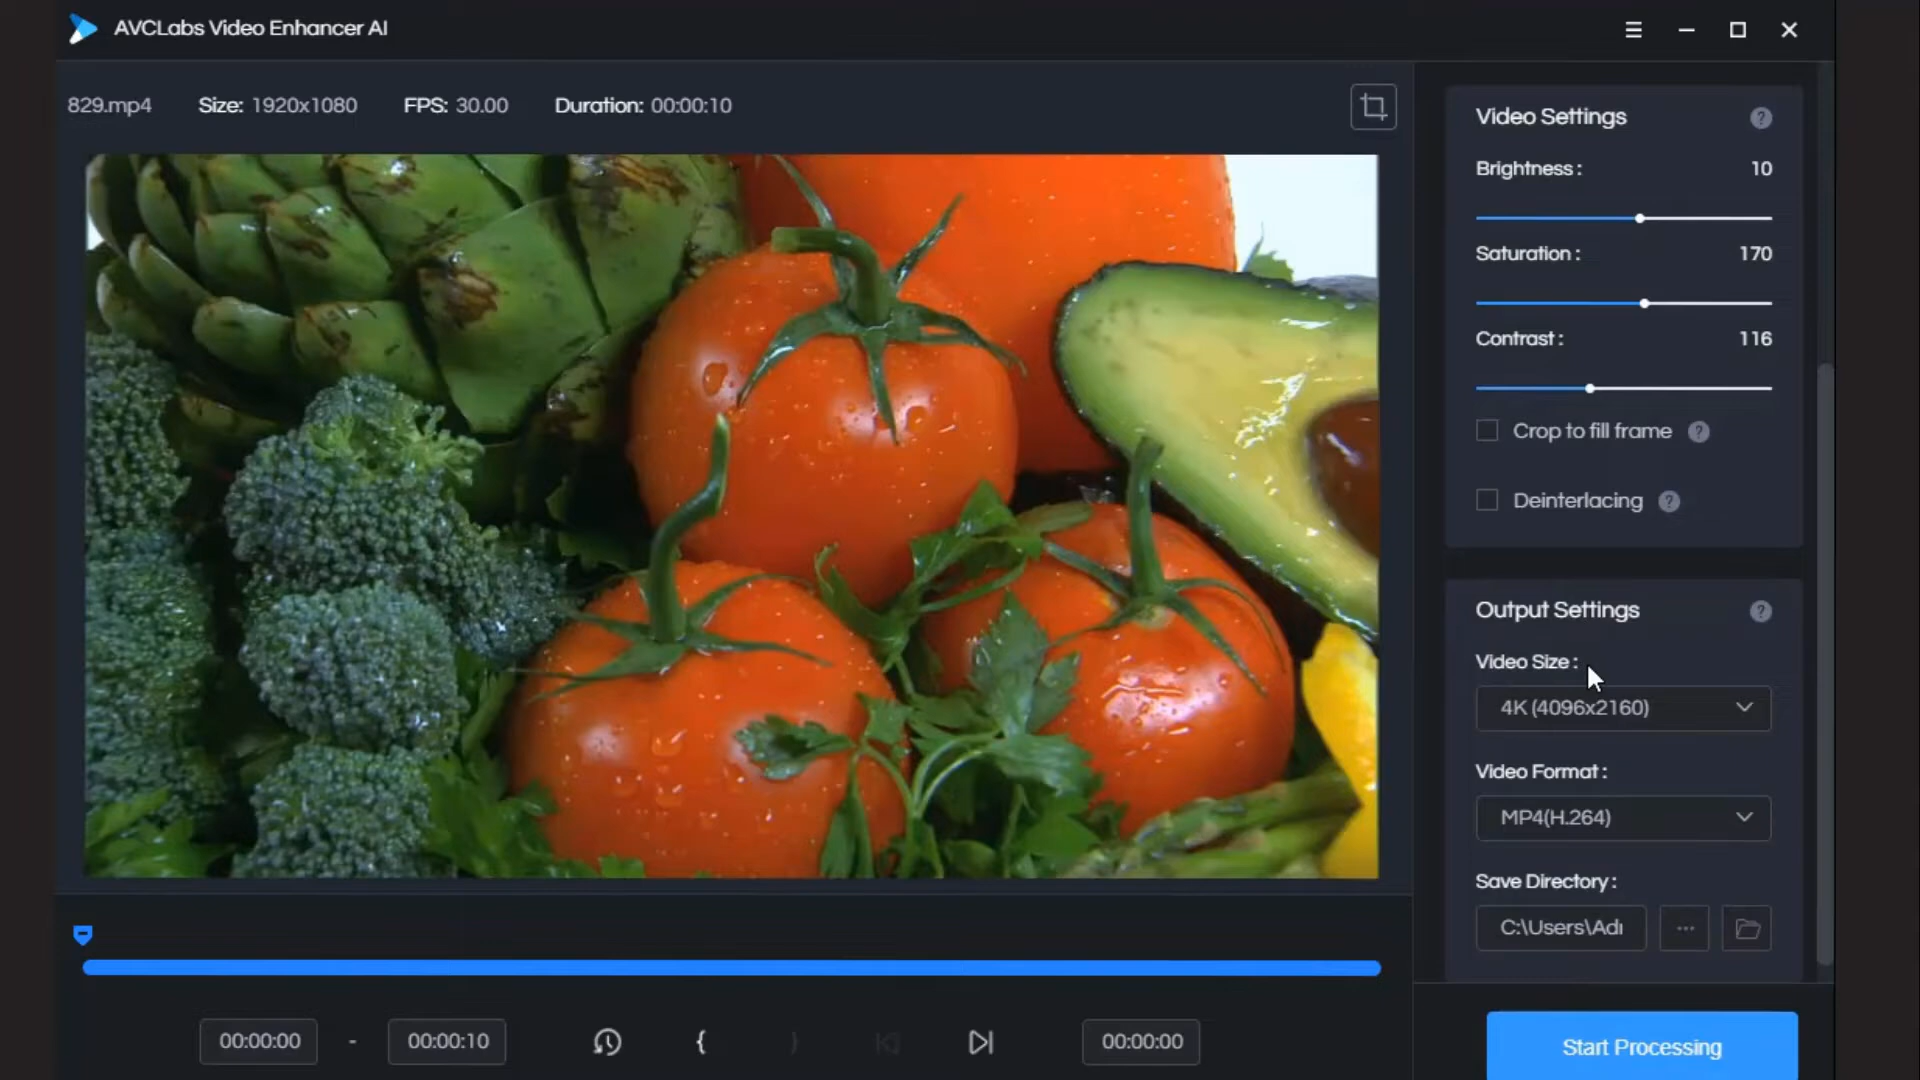 AVCLabs Video Enhancer AI
829.mp4 Size: 1920x1080 FPS: 30.00 Duration: 00:00:10
Video Settings ?
Brightness : 10
Saturation : 170
Contrast : 116
Crop to fill frame ?
Deinterlacing ?
Output Settings ?
Video Size :
4K (4096x2160)
Video Format :
MP4(H.264)
Save Directory :
C:\Users\Adı ...
00:00:00 - 00:00:10 { } 00:00:00
Start Processing